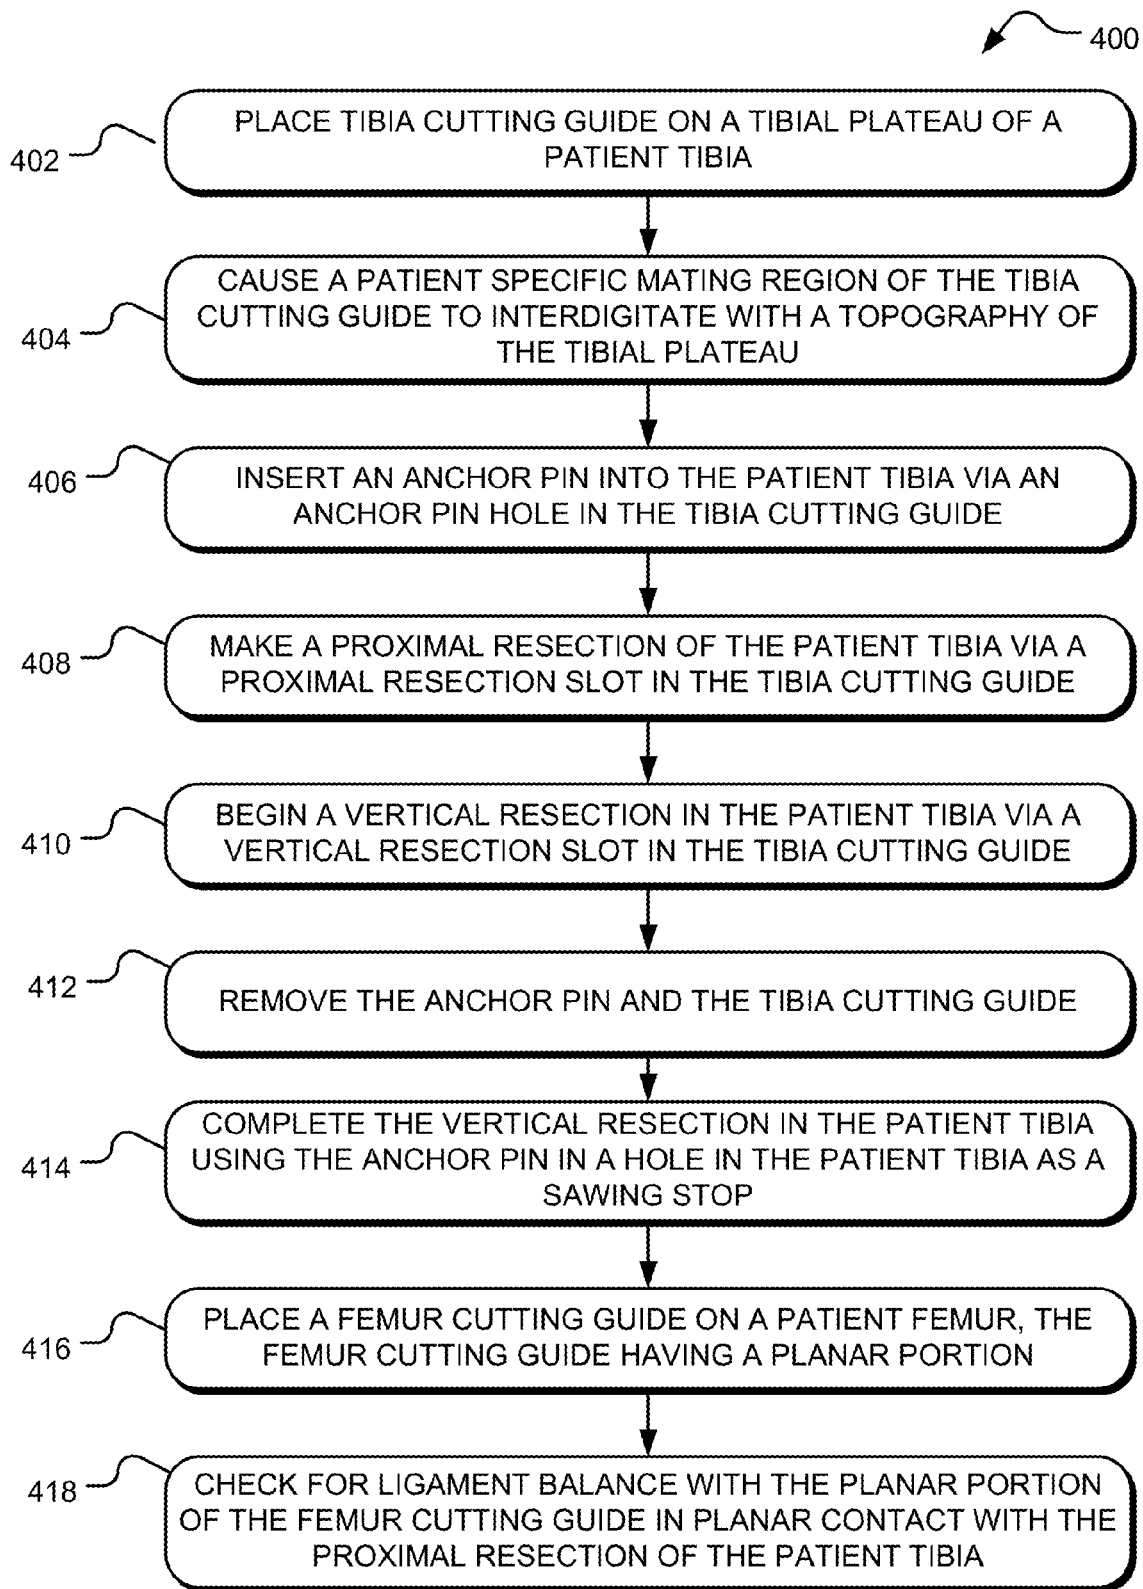 400
402
PLACE TIBIA CUTTING GUIDE ON A TIBIAL PLATEAU OF A
PATIENT TIBIA
404
CAUSE A PATIENT SPECIFIC MATING REGION OF THE TIBIA
CUTTING GUIDE TO INTERDIGITATE WITH A TOPOGRAPHY OF
THE TIBIAL PLATEAU
406
INSERT AN ANCHOR PIN INTO THE PATIENT TIBIA VIA AN
ANCHOR PIN HOLE IN THE TIBIA CUTTING GUIDE
408
MAKE A PROXIMAL RESECTION OF THE PATIENT TIBIA VIA A
PROXIMAL RESECTION SLOT IN THE TIBIA CUTTING GUIDE
410
BEGIN A VERTICAL RESECTION IN THE PATIENT TIBIA VIA A
VERTICAL RESECTION SLOT IN THE TIBIA CUTTING GUIDE
412
REMOVE THE ANCHOR PIN AND THE TIBIA CUTTING GUIDE
414
COMPLETE THE VERTICAL RESECTION IN THE PATIENT TIBIA
USING THE ANCHOR PIN IN A HOLE IN THE PATIENT TIBIA AS A
SAWING STOP
416
PLACE A FEMUR CUTTING GUIDE ON A PATIENT FEMUR, THE
FEMUR CUTTING GUIDE HAVING A PLANAR PORTION
418
CHECK FOR LIGAMENT BALANCE WITH THE PLANAR PORTION
OF THE FEMUR CUTTING GUIDE IN PLANAR CONTACT WITH THE
PROXIMAL RESECTION OF THE PATIENT TIBIA